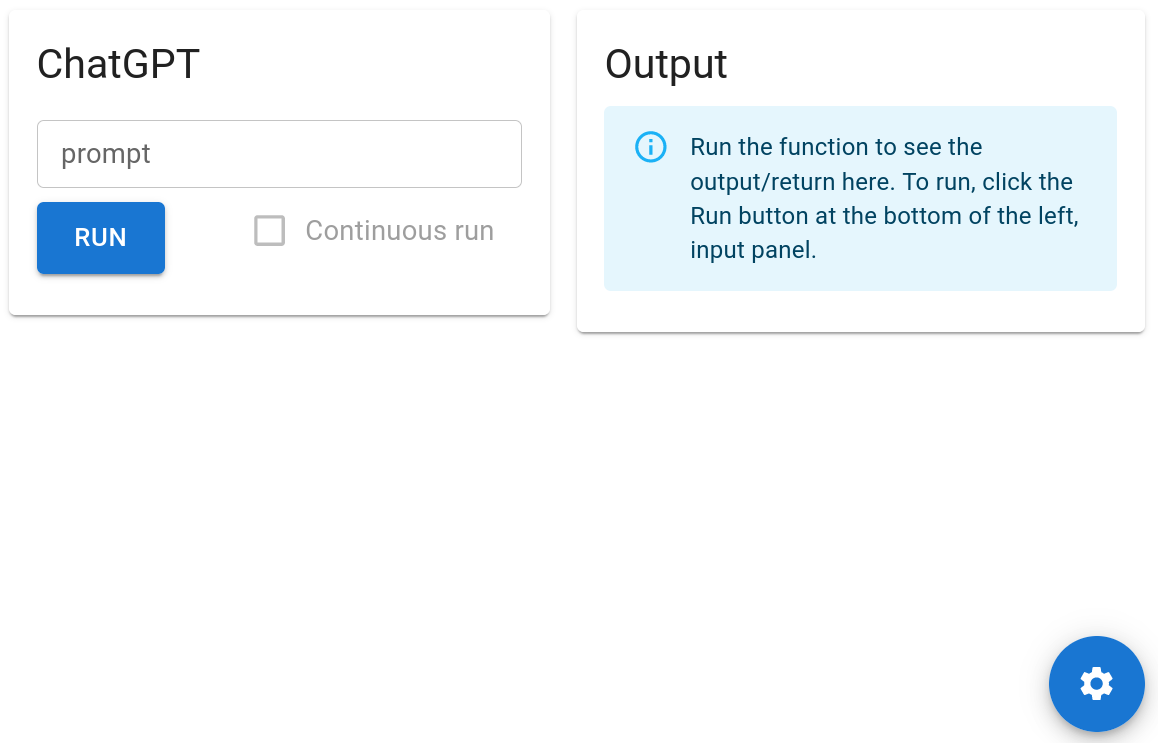 ChatGPT
prompt
RUN
Continuous run
Output
Run the function to see the
output/return here. To run, click the
Run button at the bottom of the left,
input panel.